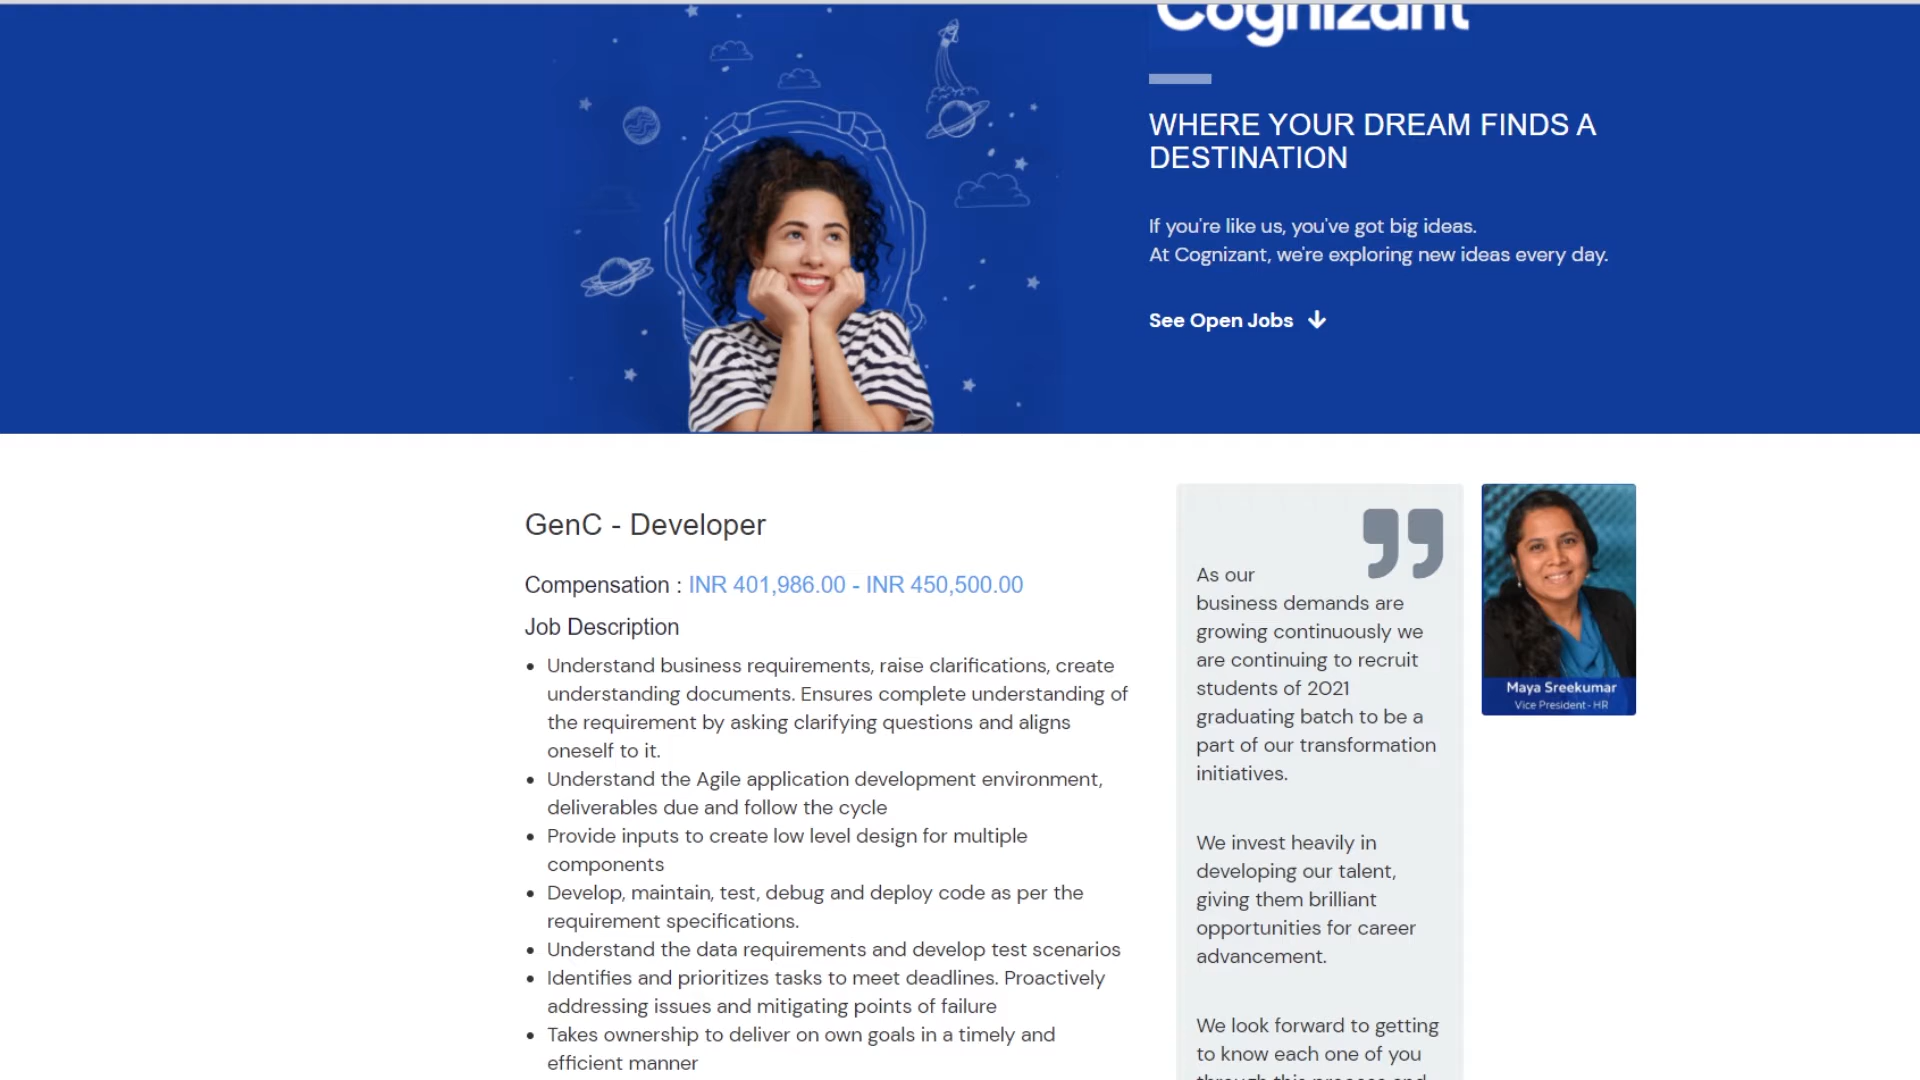 Cognizant
WHERE YOUR DREAM FINDS A
DESTINATION
If you're like us, you've got big ideas.
At Cognizant, we're exploring new ideas every day.
See Open Jobs
GenC - Developer
Compensation : INR 401,986.00 - INR 450,500.00
Job Description
• Understand business requirements, raise clarifications, create
understanding documents. Ensures complete understanding of
the requirement by asking clarifying questions and aligns
oneself to it.
• Understand the Agile application development environment,
deliverables due and follow the cycle
• Provide inputs to create low level design for multiple
components
• Develop, maintain, test, debug and deploy code as per the
requirement specifications.
• Understand the data requirements and develop test scenarios
• Identifies and prioritizes tasks to meet deadlines. Proactively
addressing issues and mitigating points of failure
• Takes ownership to deliver on own goals in a timely and
efficient manner
As our
business demands are
growing continuously we
are continuing to recruit
students of 2021
graduating batch to be a
part of our transformation
initiatives.
We invest heavily in
developing our talent,
giving them brilliant
opportunities for career
advancement.
We look forward to getting
to know each one of you
through this process and
Maya Sreekumar
Vice President - HR